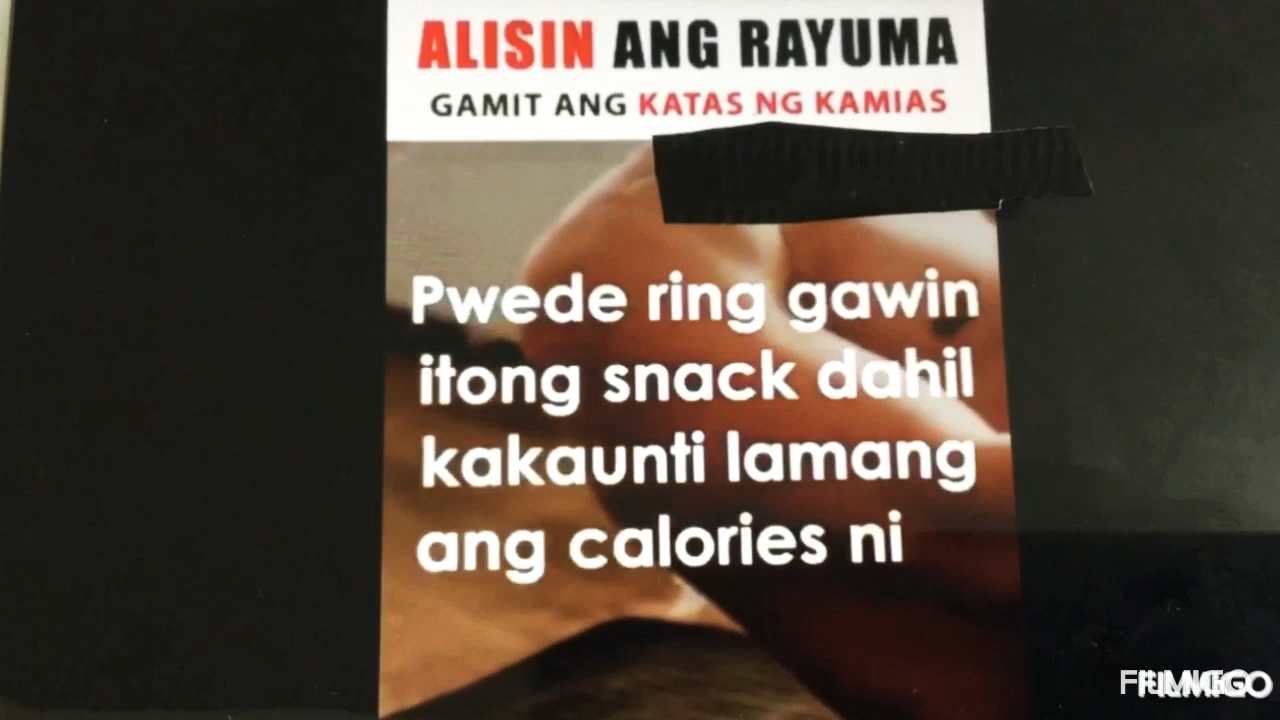 ALISIN ANG RAYUMA
GAMIT ANG KATAS NG KAMIAS
Pwede ring gawin
itong snack dahil
kakaunti lamang
ang calories ni
FILMIGO